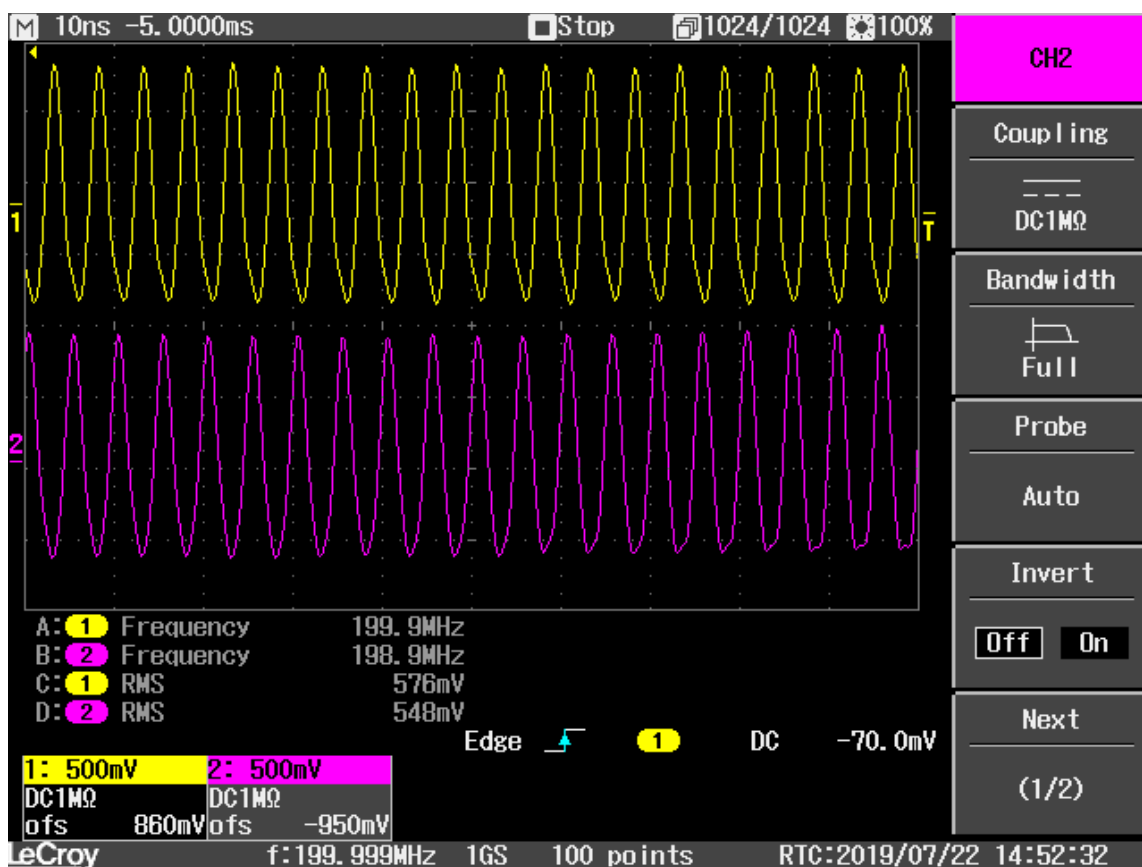 M 10ns -5.0000ms Stop 1024/1024 100%
CH2
Coupling
DC1MΩ
Bandwidth
Full
Probe
Auto
Invert
Off On
Next
(1/2)
1
T
2
A: 1 Frequency 199.9MHz
B: 2 Frequency 198.9MHz
C: 1 RMS 576mV
D: 2 RMS 548mV
Edge 1 DC -70.0mV
1: 500mV 2: 500mV
DC1MΩ DC1MΩ
ofs 860mV ofs -950mV
LeCroy f:199.999MHz 1GS 100 points RTC:2019/07/22 14:52:32